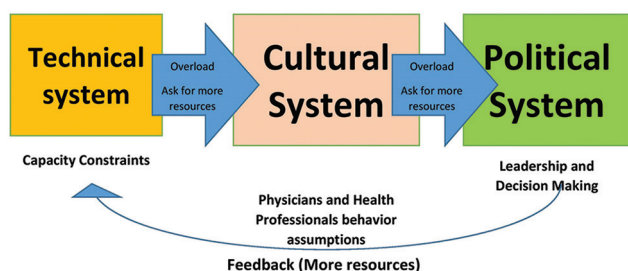 Technical
system
Overload
Ask for more
resources
Cultural
System
Overload
Ask for more
resources
Political
System
Capacity Constraints
Leadership and
Decision Making
Physicians and Health
Professionals behavior
assumptions
Feedback (More resources)